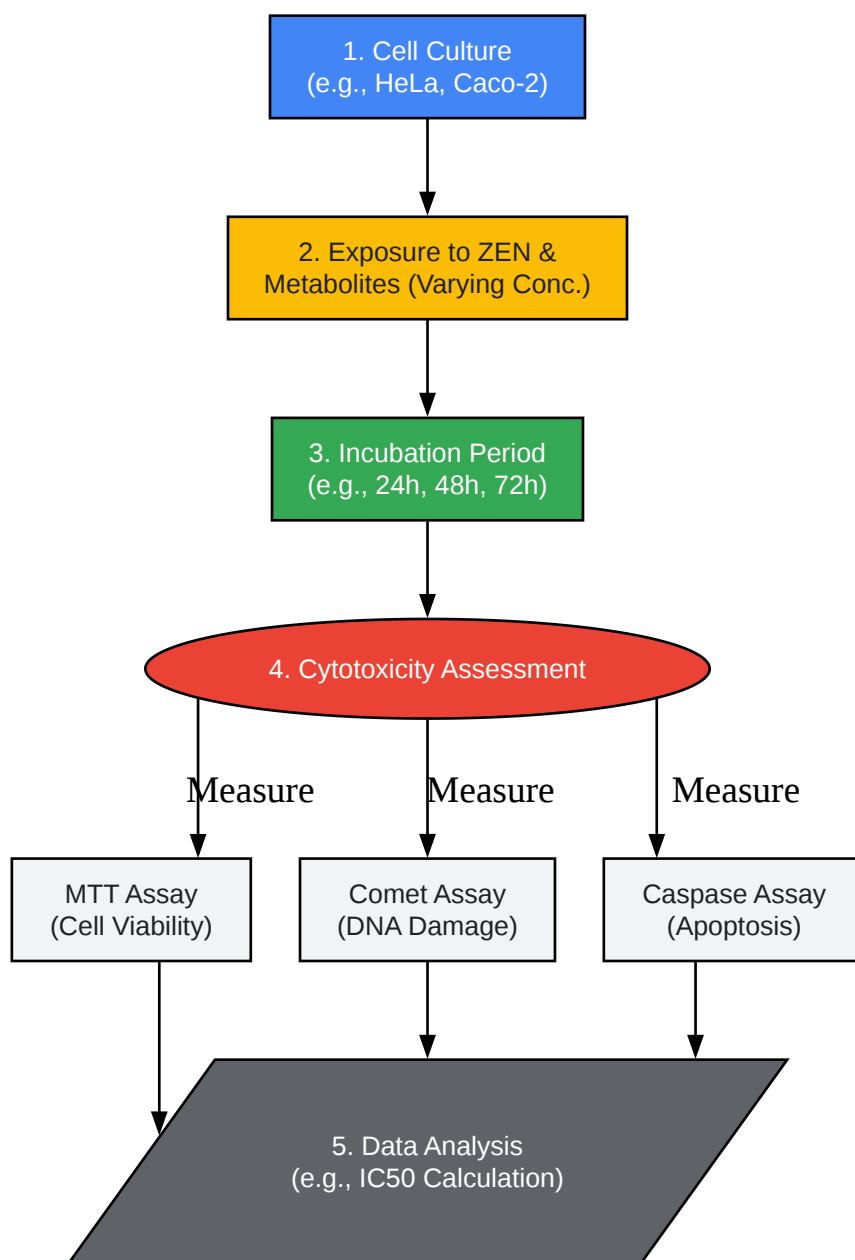 1. Cell Culture
(e.g., HeLa, Caco-2)
2. Exposure to ZEN &
Metabolites (Varying Conc.)
3. Incubation Period
(e.g., 24h, 48h, 72h)
4. Cytotoxicity Assessment
Measure
Measure
Measure
MTT Assay
(Cell Viability)
Comet Assay
(DNA Damage)
Caspase Assay
(Apoptosis)
5. Data Analysis
(e.g., IC50 Calculation)